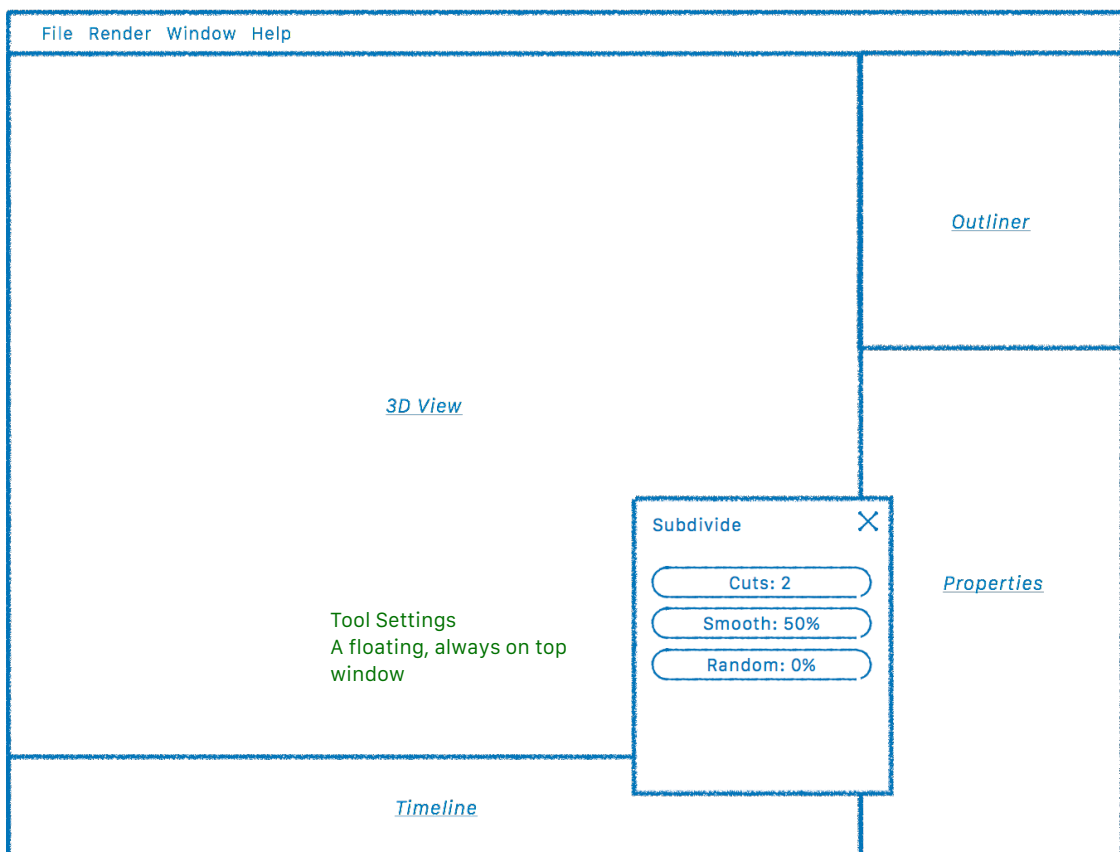 File Render Window Help
Outliner
3D View
Subdivide
Cuts: 2
Smooth: 50%
Random: 0%
Properties
Tool Settings
A floating, always on top
window
Timeline